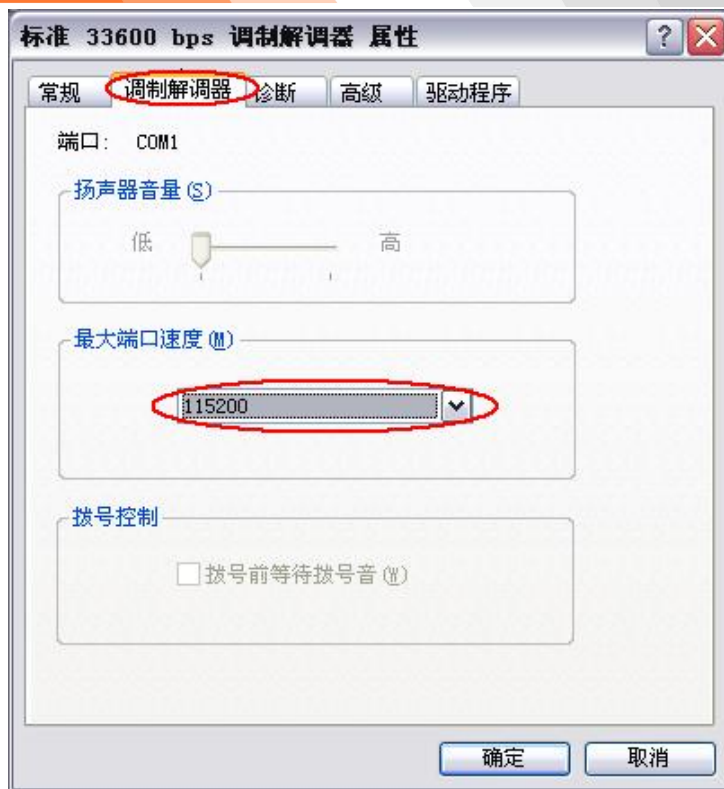 标准 33600 bps 调制解调器 属性
常规 调制解调器 诊断 高级 驱动程序
端口: COM1
扬声器音量(S)
低 高
最大端口速度(M)
115200
拨号控制
拨号前等待拨号音(W)
确定 取消